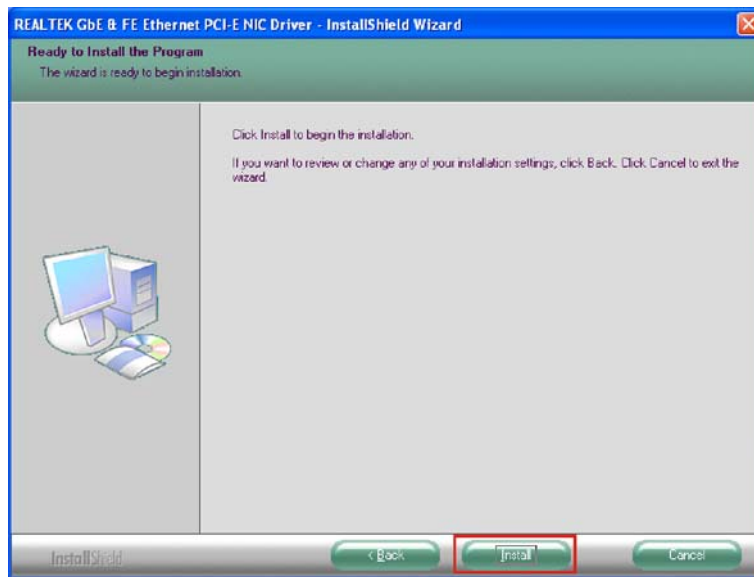 REALTEK GbE & FE Ethernet PCI-E NIC Driver - InstallShield Wizard
Ready to Install the Program
The wizard is ready to begin installation.
Click Install to begin the installation.
If you want to review or change any of your installation settings, click Back. Click Cancel to exit the
wizard.
InstallShield
< Back
Install
Cancel